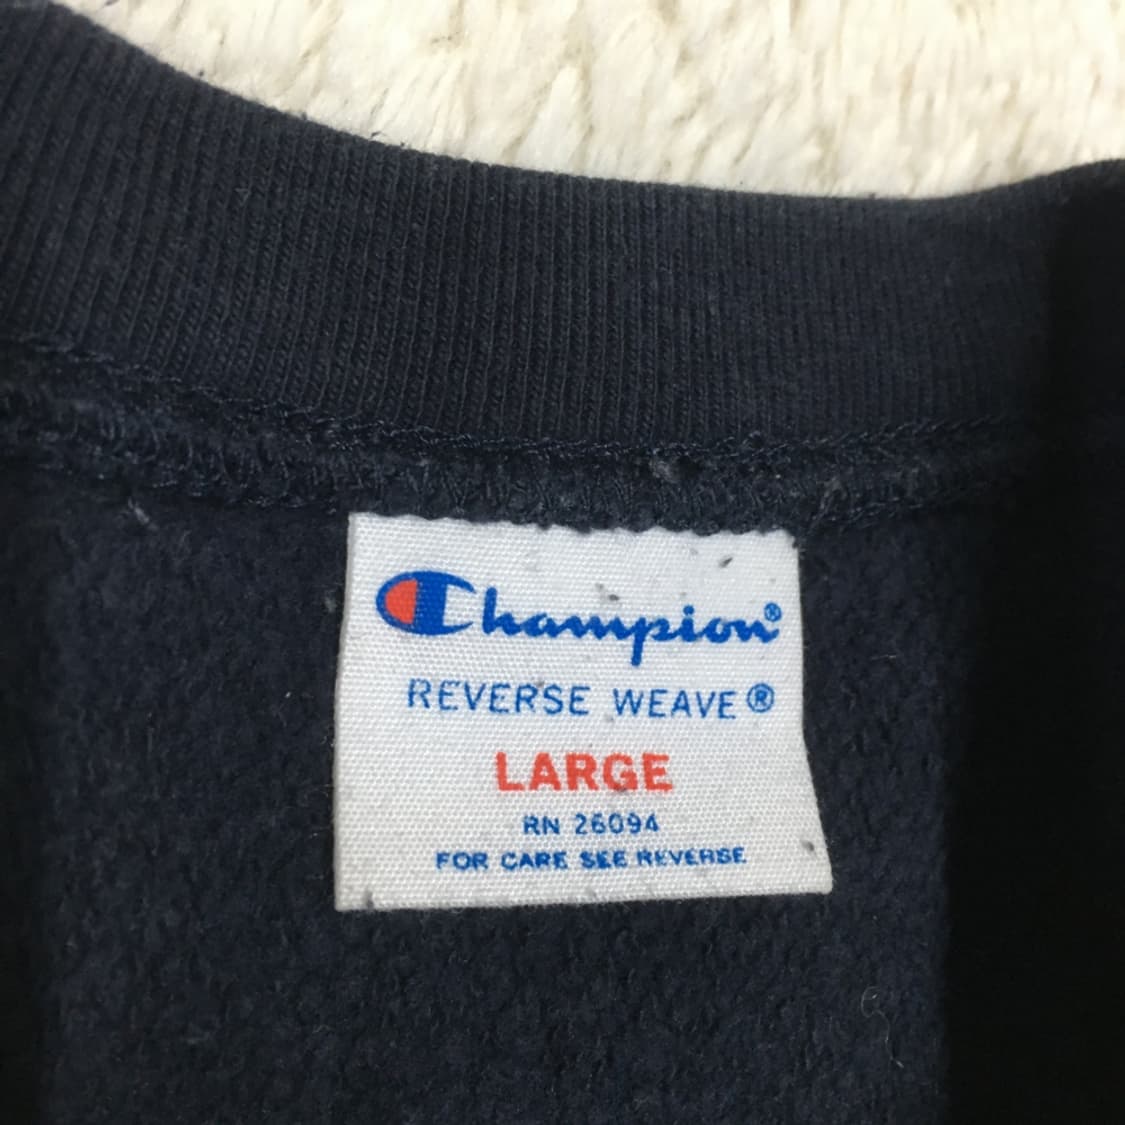 Champion®
REVERSE WEAVE®
LARGE
RN 26094
FOR CARE SEE REVERSE